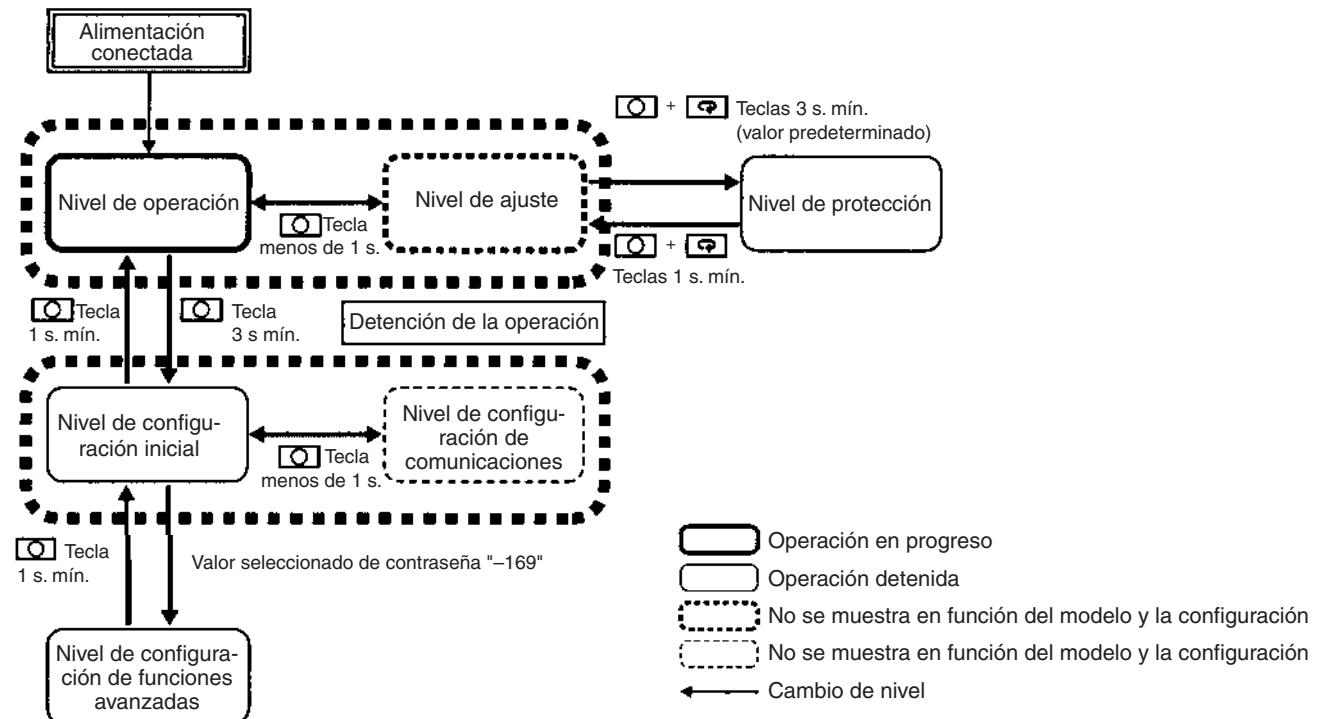 Alimentación
conectada
+
Teclas 3 s. mín.
(valor predeterminado)
Nivel de operación
Tecla
menos de 1 s.
Nivel de ajuste
Nivel de protección
+
Teclas 1 s. mín.
Tecla
1 s. mín.
Tecla
3 s mín.
Detención de la operación
Nivel de configu-
ración inicial
Tecla
menos de 1 s.
Nivel de configu-
ración de
comunicaciones
Tecla
1 s. mín.
Valor seleccionado de contraseña "–169"
Nivel de configura-
ción de funciones
avanzadas
Operación en progreso
Operación detenida
No se muestra en función del modelo y la configuración
No se muestra en función del modelo y la configuración
Cambio de nivel